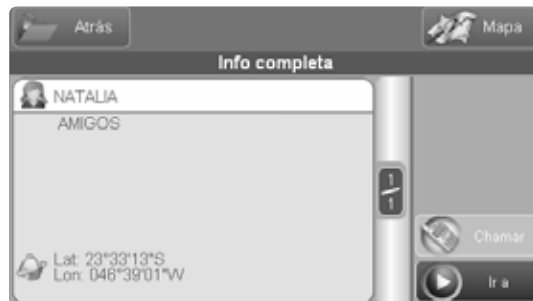 Atrás
Mapa
Info completa
NATALIA
AMIGOS
1
1
Lat: 23°33'13"S
Lon: 046°39'01"W
Chamar
Ir a